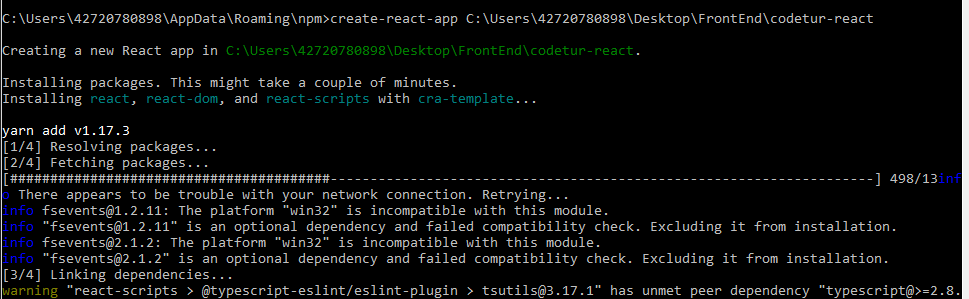 C:\Users\42720780898\AppData\Roaming\npm>create-react-app C:\Users\42720780898\Desktop\FrontEnd\codetur-react
Creating a new React app in C:\Users\42720780898\Desktop\FrontEnd\codetur-react.
Installing packages. This might take a couple of minutes.
Installing react, react-dom, and react-scripts with cra-template...
yarn add v1.17.3
[1/4] Resolving packages...
[2/4] Fetching packages...
[########################################--------------------------------------------------------------------] 498/13inf
o There appears to be trouble with your network connection. Retrying...
info fsevents@1.2.11: The platform "win32" is incompatible with this module.
info "fsevents@1.2.11" is an optional dependency and failed compatibility check. Excluding it from installation.
info fsevents@2.1.2: The platform "win32" is incompatible with this module.
info "fsevents@2.1.2" is an optional dependency and failed compatibility check. Excluding it from installation.
[3/4] Linking dependencies...
warning "react-scripts > @typescript-eslint/eslint-plugin > tsutils@3.17.1" has unmet peer dependency "typescript@>=2.8.